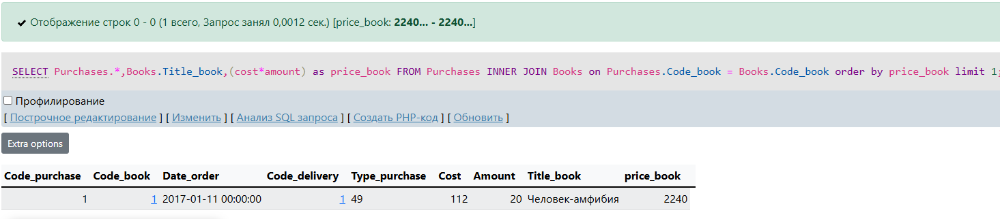 ✔ Отображение строк 0 - 0 (1 всего, Запрос занял 0,0012 сек.) [price_book: 2240... - 2240...]
SELECT Purchases.*,Books.Title_book,(cost*amount) as price_book FROM Purchases INNER JOIN Books on Purchases.Code_book = Books.Code_book order by price_book limit 1;
Профилирование
[ Построчное редактирование ] [ Изменить ] [ Анализ SQL запроса ] [ Создать PHP-код ] [ Обновить ]
Extra options
Code_purchase Code_book Date_order Code_delivery Type_purchase Cost Amount Title_book price_book
1 1 2017-01-11 00:00:00 1 49 112 20 Человек-амфибия 2240